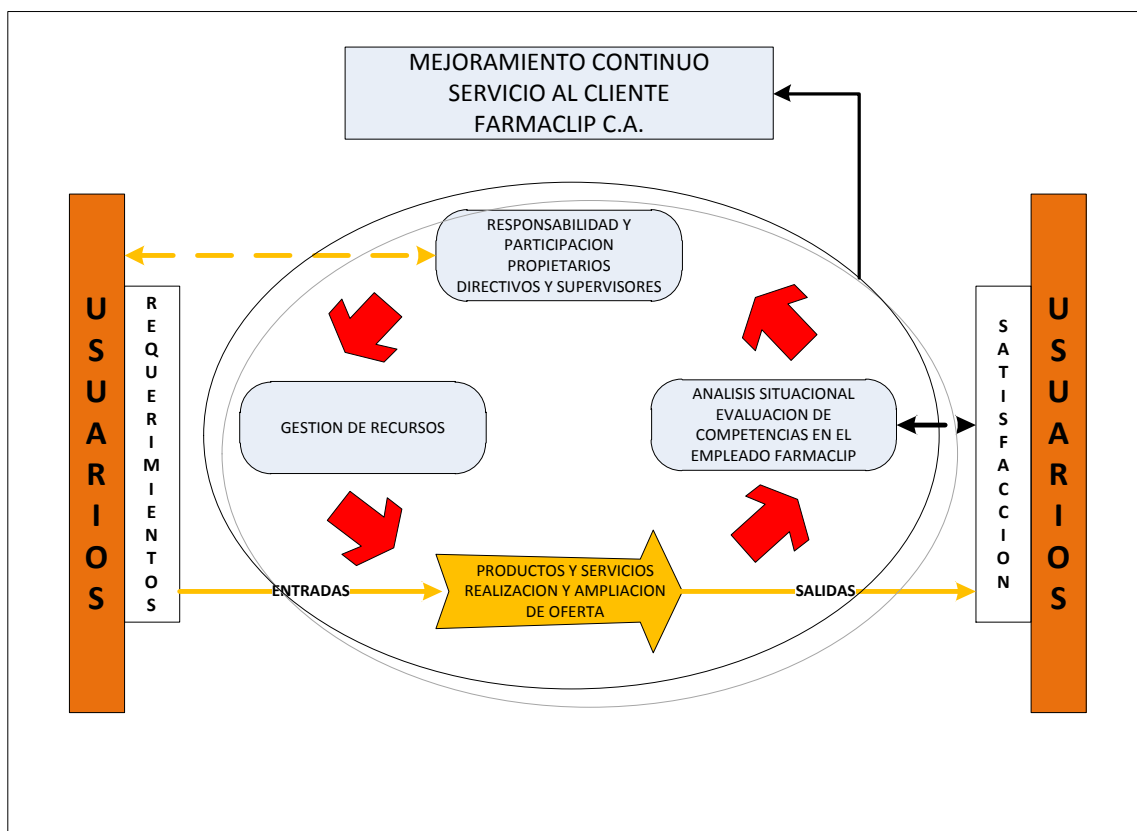 MEJORAMIENTO CONTINUO
SERVICIO AL CLIENTE
FARMACLIP C.A.
RESPONSABILIDAD Y
PARTICIPACION
PROPIETARIOS
DIRECTIVOS Y SUPERVISORES
USUARIOS
REQUERIMIENTOS
GESTION DE RECURSOS
ANALISIS SITUACIONAL
EVALUACION DE
COMPETENCIAS EN EL
EMPLEADO FARMACLIP
SATISFACCION
USUARIOS
ENTRADAS
PRODUCTOS Y SERVICIOS
REALIZACION Y AMPLIACION
DE OFERTA
SALIDAS